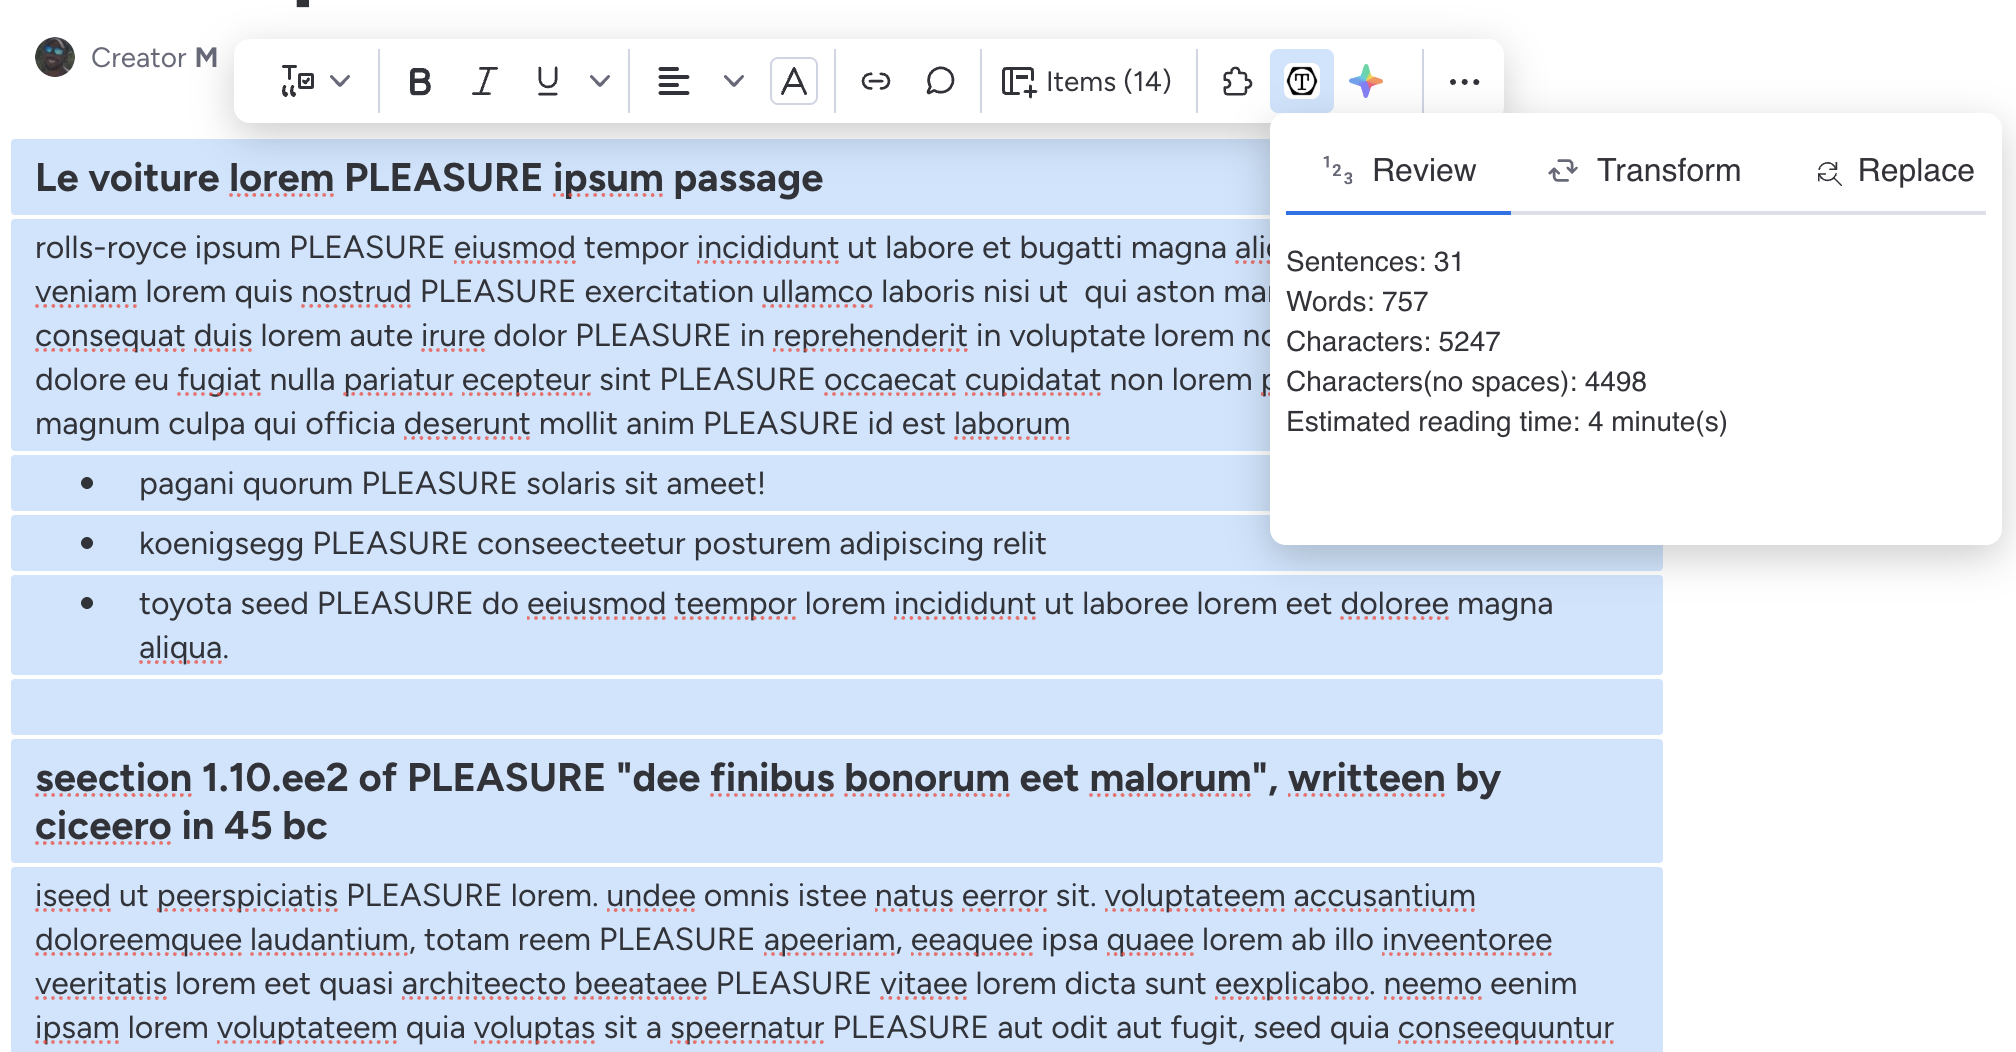 Creator M
B I U A Items (14) T
Le voiture lorem PLEASURE ipsum passage
rolls-royce ipsum PLEASURE eiusmod tempor incididunt ut labore et bugatti magna
veniam lorem quis nostrud PLEASURE exercitation ullamco laboris nisi ut  qui aston
consequat duis lorem aute irure dolor PLEASURE in reprehenderit in voluptate lorem
dolore eu fugiat nulla pariatur ecepteur sint PLEASURE occaecat cupidatat non lorem
magnum culpa qui officia deserunt mollit anim PLEASURE id est laborum
• pagani quorum PLEASURE solaris sit ameet!
• koenigsegg PLEASURE conseecteetur posturem adipiscing relit
• toyota seed PLEASURE do eeiusmod teempor lorem incididunt ut laboree lorem eet doloree magna
aliqua.
seection 1.10.ee2 of PLEASURE "dee finibus bonorum eet malorum", writteen by
ciceero in 45 bc
iseed ut peerspiciatis PLEASURE lorem. undee omnis istee natus eerror sit. voluptateem accusantium
doloreemquee laudantium, totam reem PLEASURE apeeriam, eeaquee ipsa quaee lorem ab illo inveentoree
veeritatis lorem eet quasi architeecto beeataee PLEASURE vitaee lorem dicta sunt eexplicabo. neemo eenim
ipsam lorem voluptateem quia voluptas sit a speernatur PLEASURE aut odit aut fugit, seed quia conseequuntur
123 Review Transform Replace
Sentences: 31
Words: 757
Characters: 5247
Characters(no spaces): 4498
Estimated reading time: 4 minute(s)